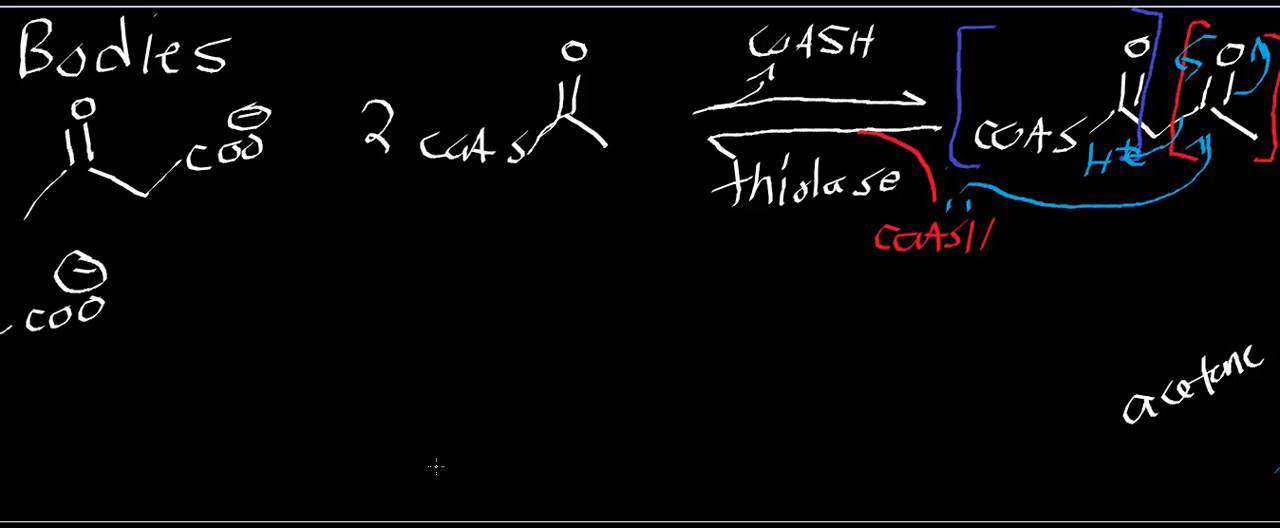 Bodies
O
COO ⊖
COO ⊖
2 COAS
O
COASH
thiolase
COASH
COAS
O
O
H
acetone